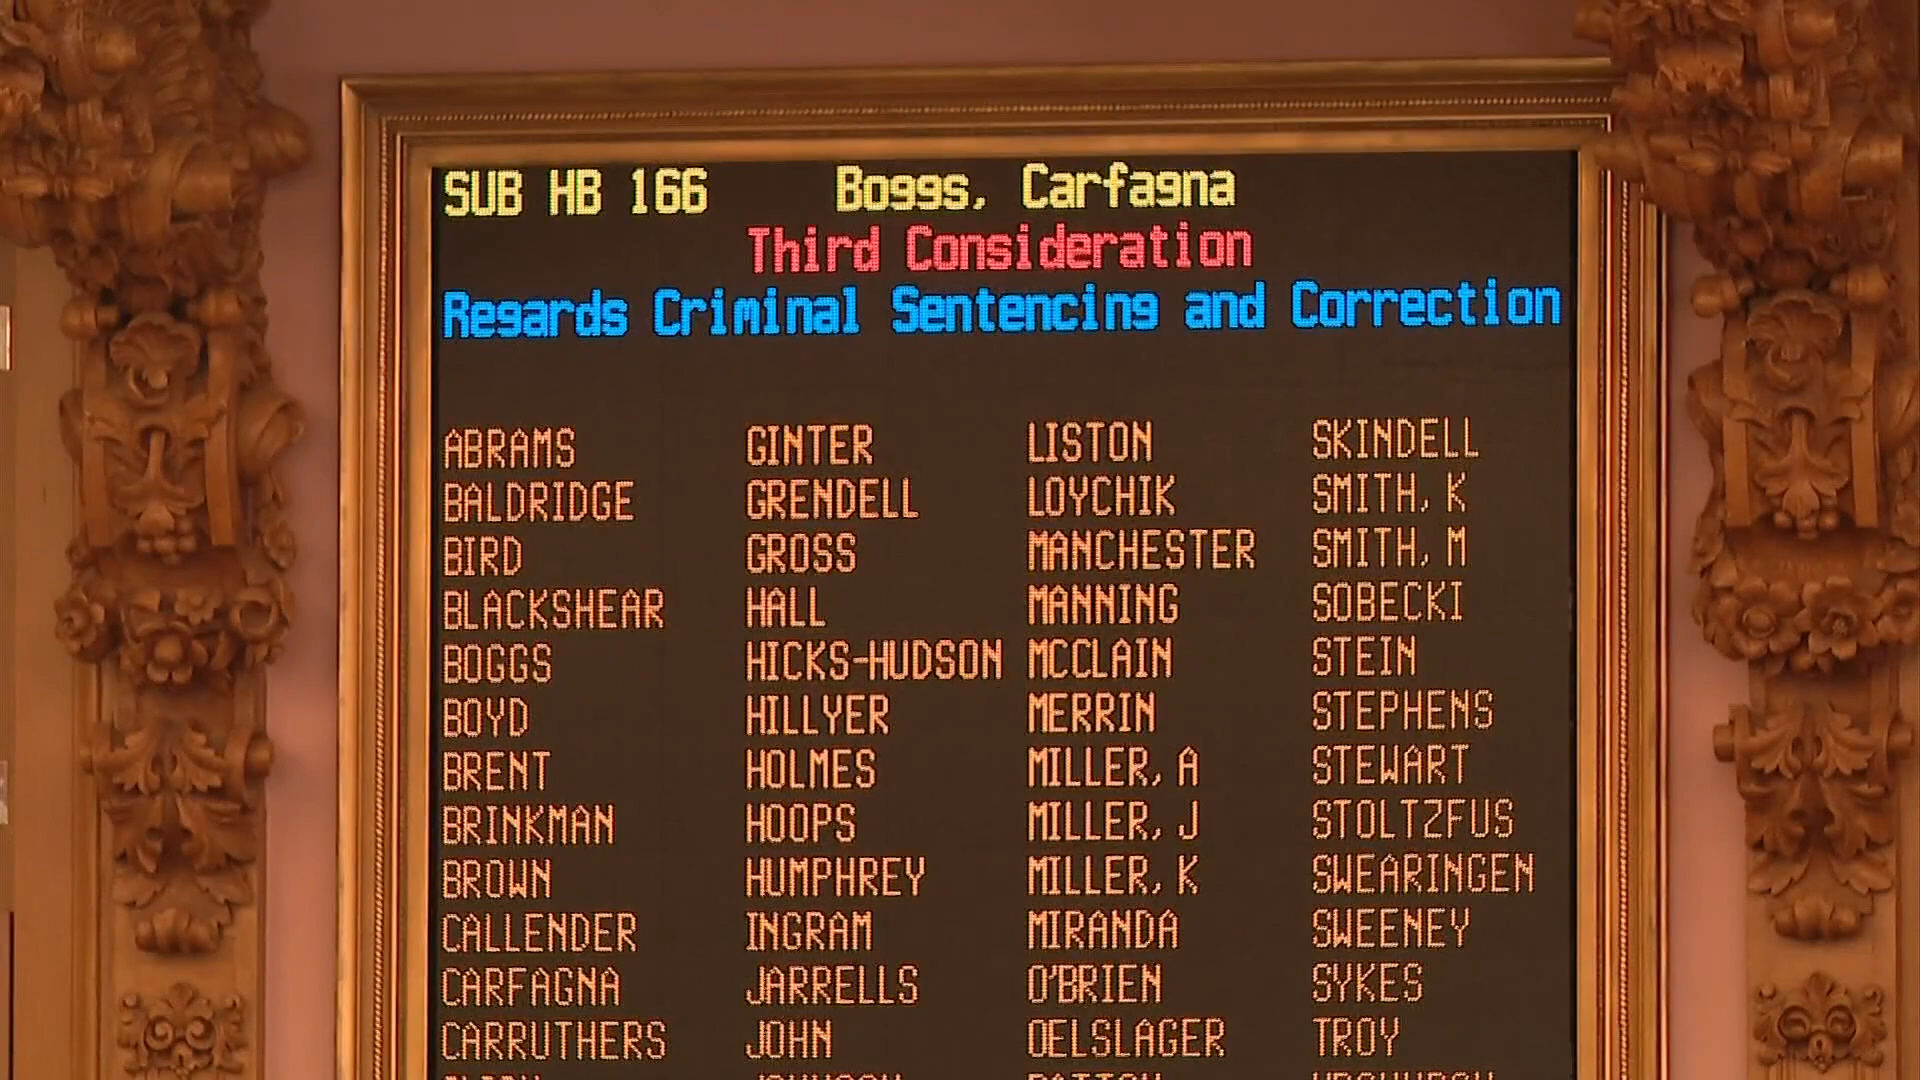 SUB HB 166 Boggs, Carfagna
Third Consideration
Regards Criminal Sentencing and Correction
ABRAMS GINTER LISTON SKINDELL
BALDRIDGE GRENDELL LOYCHIK SMITH, K
BIRD GROSS MANCHESTER SMITH, M
BLACKSHEAR HALL MANNING SOBECKI
BOGGS HICKS-HUDSON MCCLAIN STEIN
BOYD HILLYER MERRIN STEPHENS
BRENT HOLMES MILLER, A STEWART
BRINKMAN HOOPS MILLER, J STOLTZFUS
BROWN HUMPHREY MILLER, K SWEARINGEN
CALLENDER INGRAM MIRANDA SWEENEY
CARFAGNA JARRELLS O'BRIEN SYKES
CARRUTHERS JOHN OELSLAGER TROY